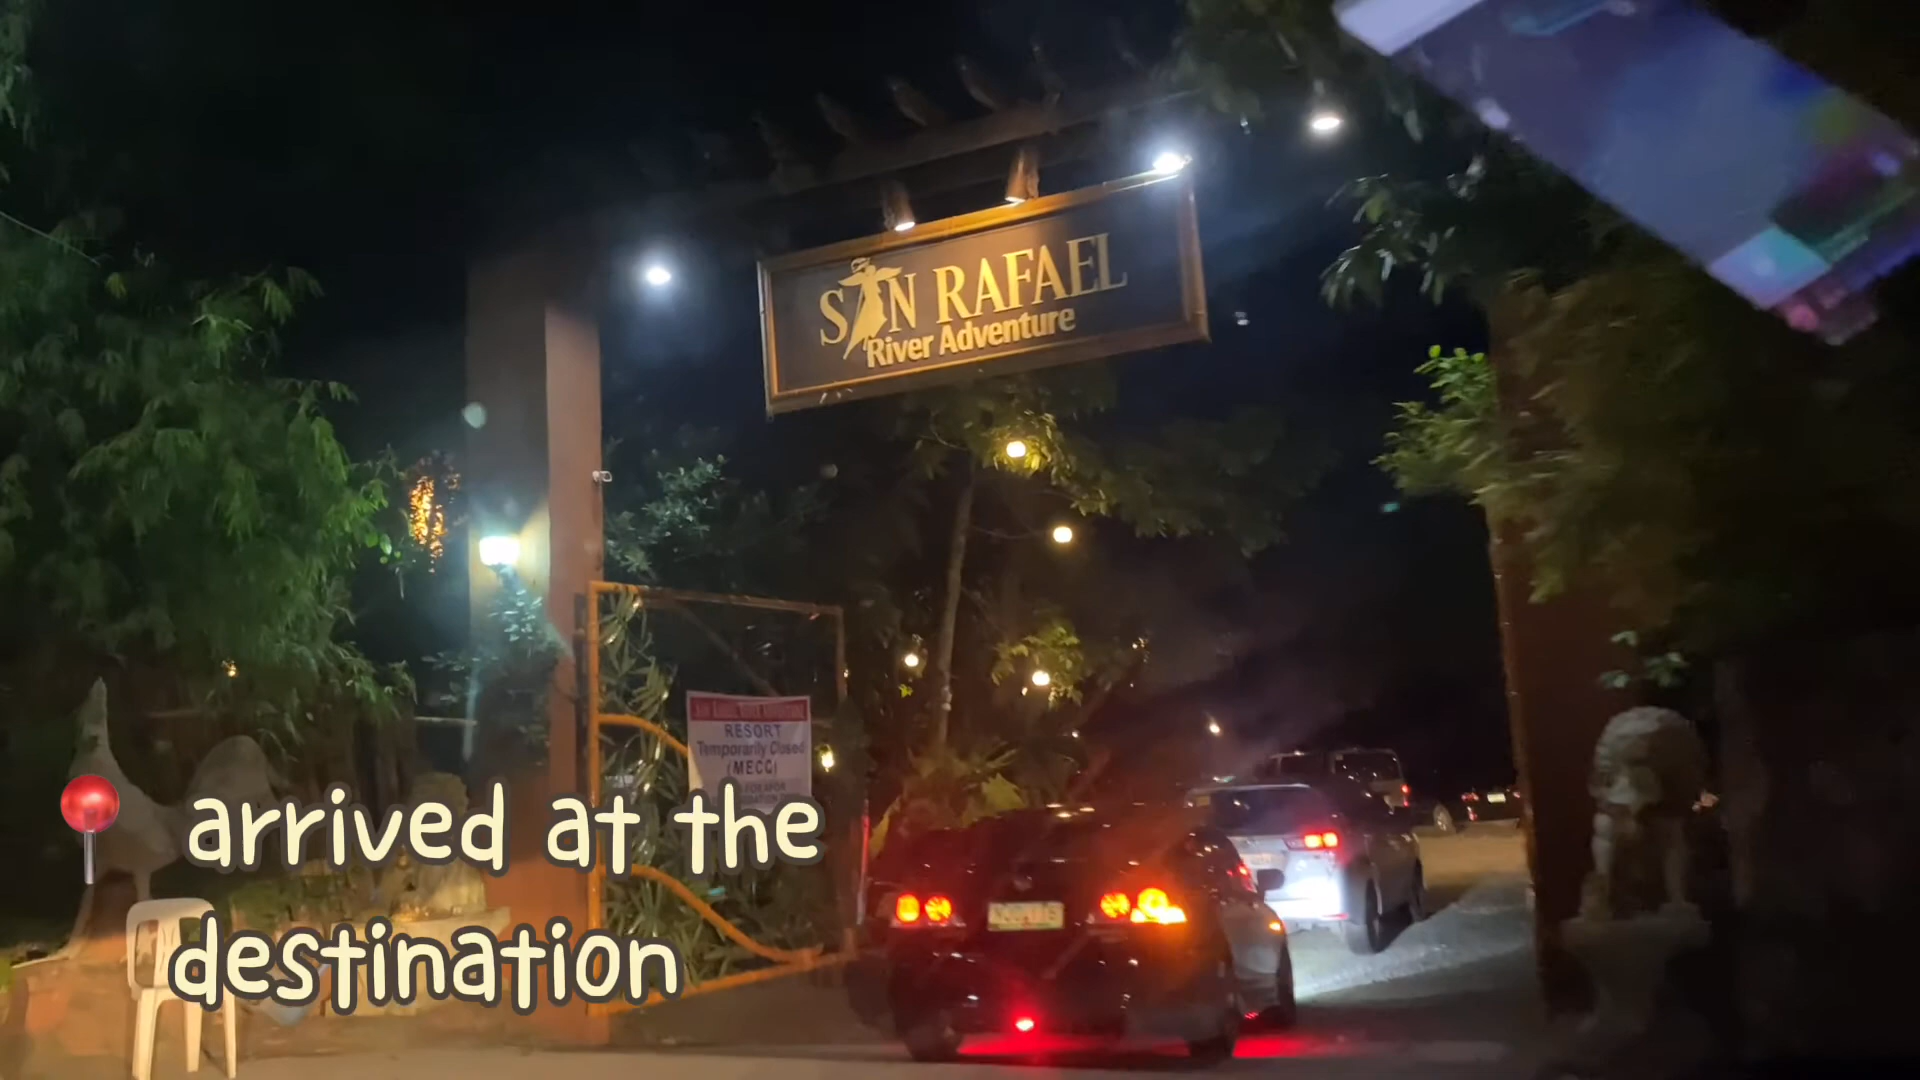 SAN RAFAEL
River Adventure
RESORT
Temporarily Closed
(MECQ)
arrived at the
destination